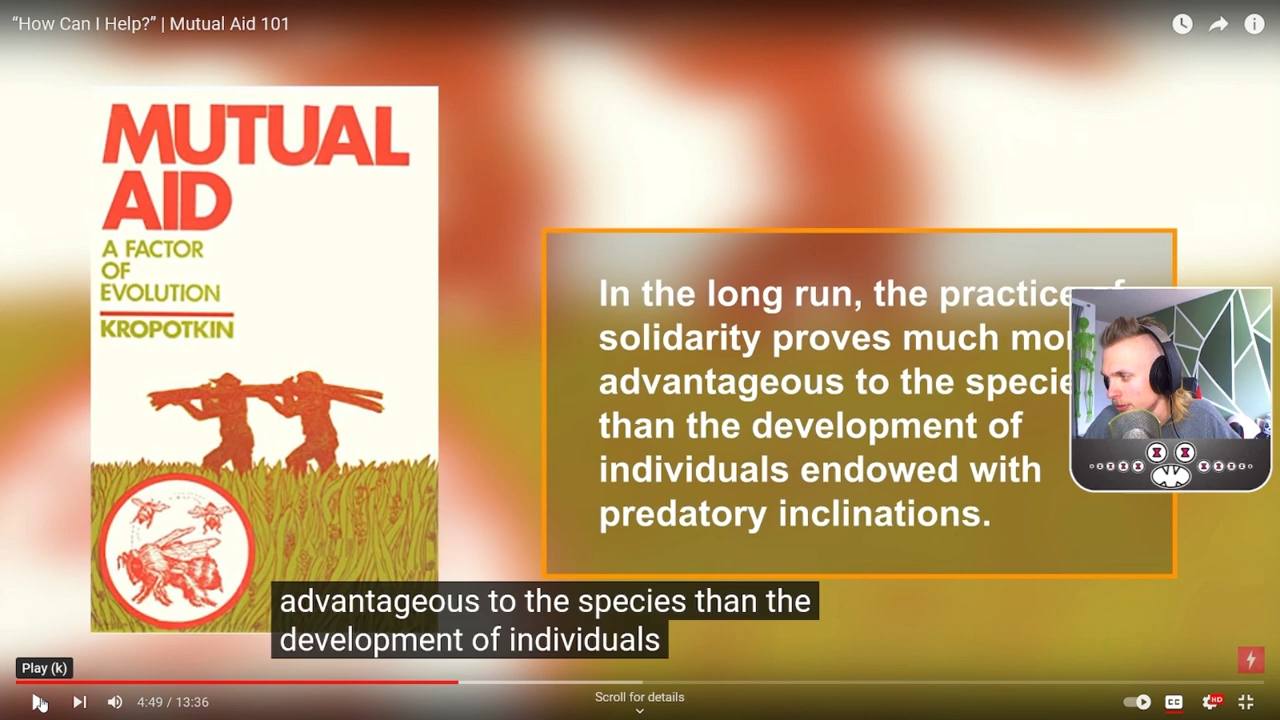 “How Can I Help?” | Mutual Aid 101
MUTUAL
AID
A FACTOR
OF
EVOLUTION
KROPOTKIN
In the long run, the practice
solidarity proves much
advantageous to the
than the development of
individuals endowed with
predatory inclinations.
advantageous to the species than the
development of individuals
Play (k)
4:49 / 13:36
Scroll for details
CC
HD